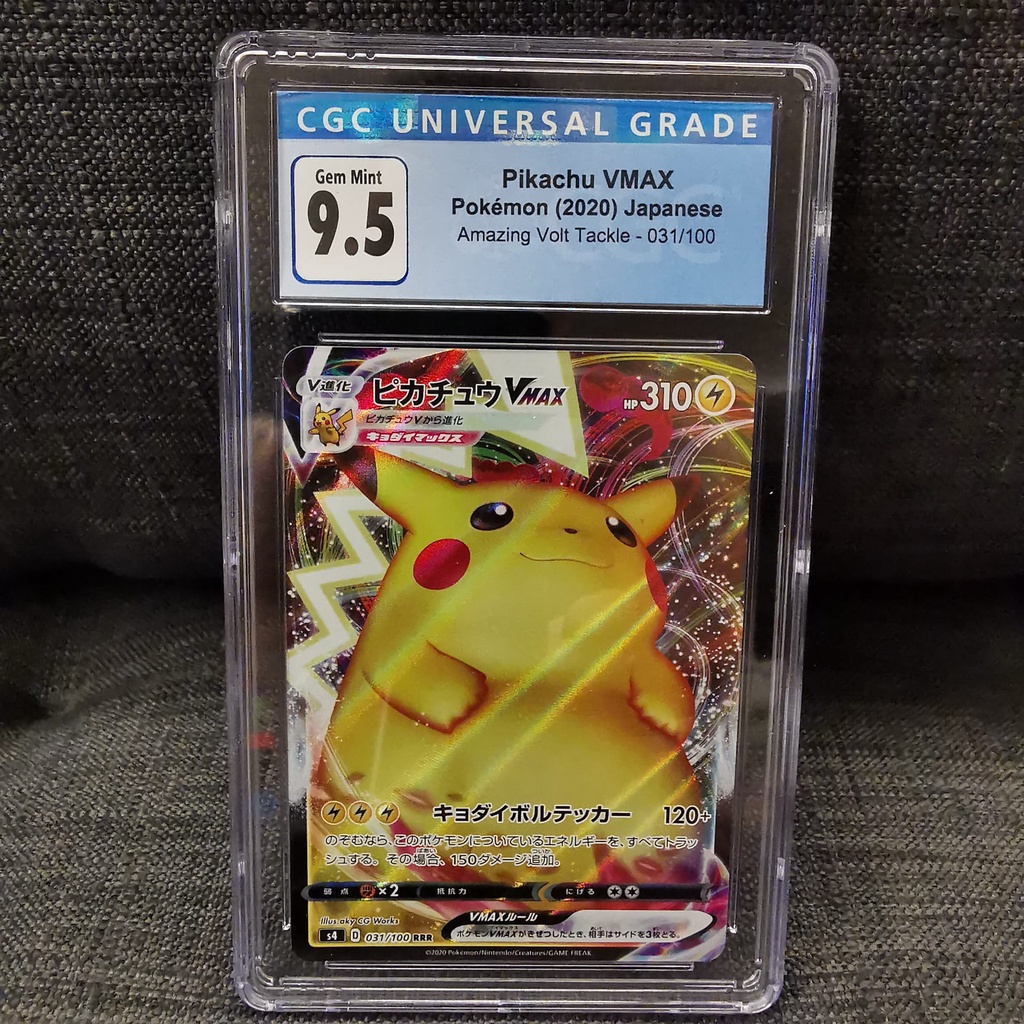 CGC UNIVERSAL GRADE
Gem Mint
9.5
Pikachu VMAX
Pokémon (2020) Japanese
Amazing Volt Tackle - 031/100
V進化
ピカチュウVMAX
HP310
ピカチュウVから進化
キョダイマックス
キョダイボルテッカー 120+
のぞむなら、このポケモンについているエネルギーを、すべてトラッ
シュする。その場合、150ダメージ追加。
弱点 ×2 抵抗力 にげる
Illus. aky CG Works
VMAXルール
s4 D 031/100 RRR
ポケモンVMAXがきぜつしたとき、相手はサイドを3枚とる。
©2020 Pokémon/Nintendo/Creatures/GAME FREAK